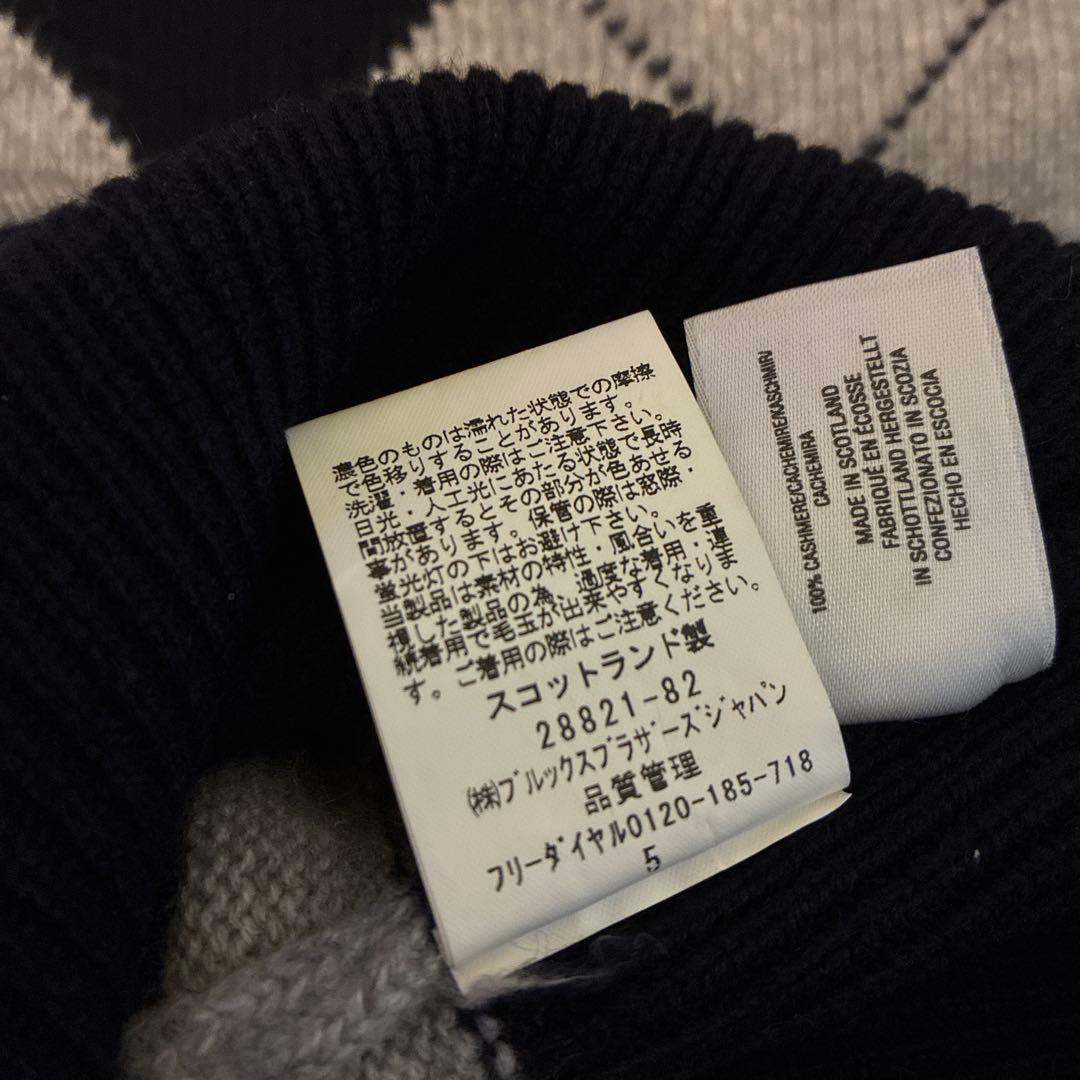 濃色のものは濡れた状態での摩擦
で色移りすることがあります。
洗濯・着用の際はご注意下さい。
日光・人工光にあたる状態で長時
間放置するとその部分が色あせる
事があります。保管の際は窓際・
蛍光灯の下はお避け下さい。
当製品は素材の特性・風合いを重
視した製品の為、過度な着用・連
続着用で毛玉が出来やすくなりま
す。ご着用の際はご注意ください。
スコットランド製
28821-82
㈱ブルックスブラザーズジャパン
品質管理
フリーダイヤル0120-185-718
5
100% CASHMERE/CACHEMIRE/KASCHMIR/
CACHEMIRA
MADE IN SCOTLAND
FABRIQUÉ EN ÉCOSSE
FABRIQUÉ HERGESTELLT
IN SCHOTTLAND HERGESTELLT
CONFEZIONATO IN SCOZIA
HECHO EN ESCOCIA